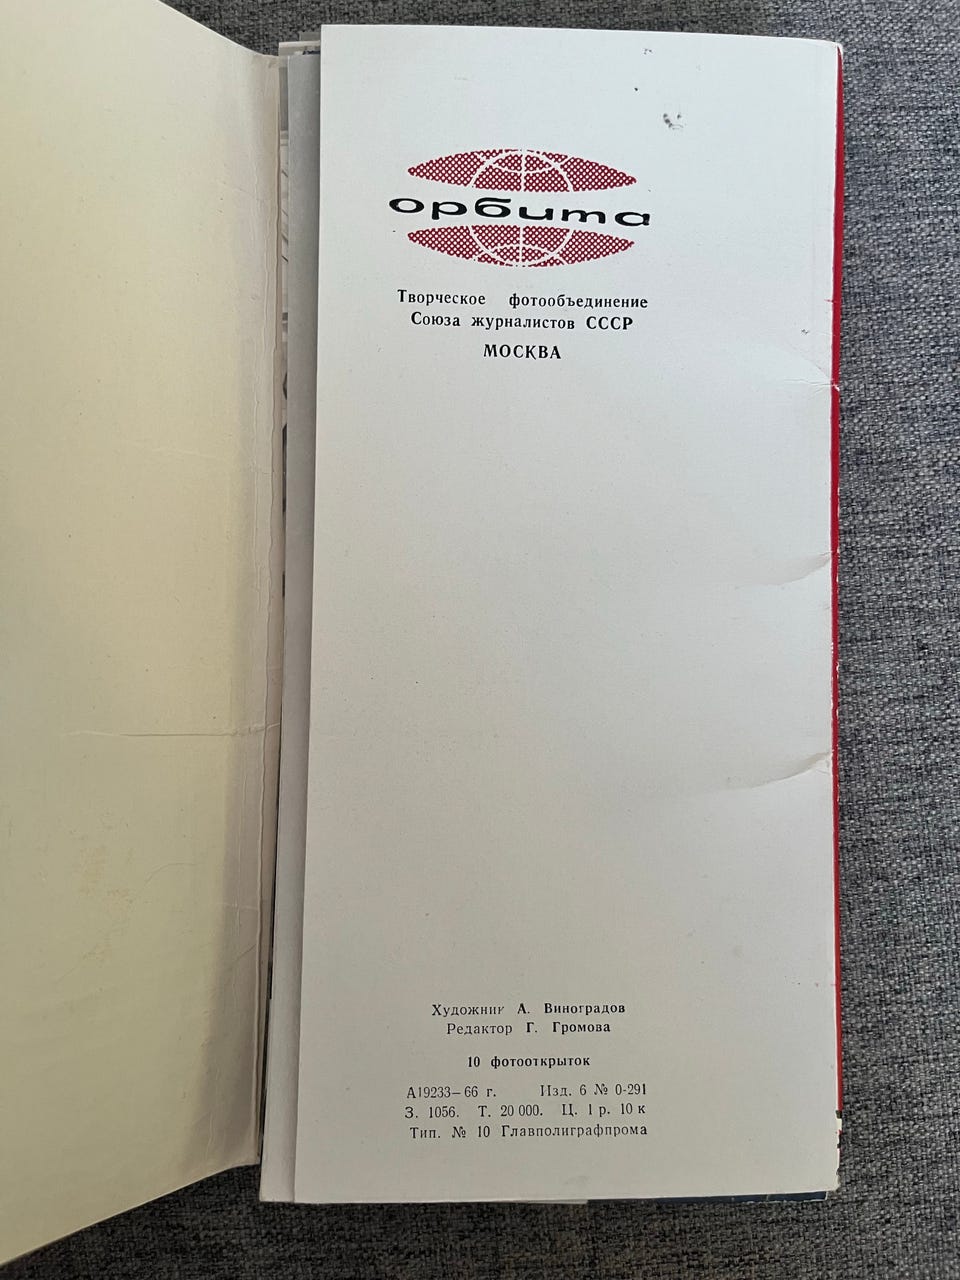 орбита
Творческое фотообъединение
Союза журналистов СССР
МОСКВА
Художник А. Виноградов
Редактор Г. Громова
10 фотооткрыток
А19233—66 г. Изд. 6 № 0-291
З. 1056. Т. 20 000. Ц. 1 р. 10 к
Тип. № 10 Главполиграфпрома